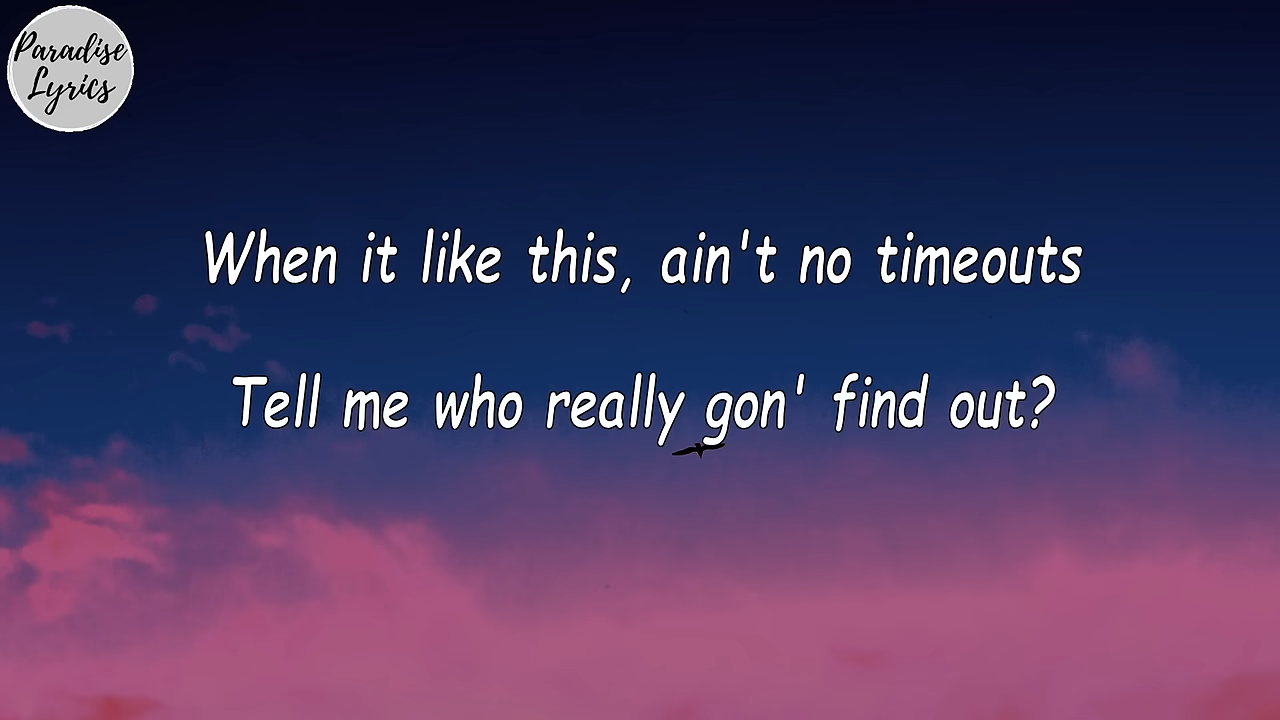 Paradise
Lyrics
When it like this, ain't no timeouts
Tell me who really gon' find out?